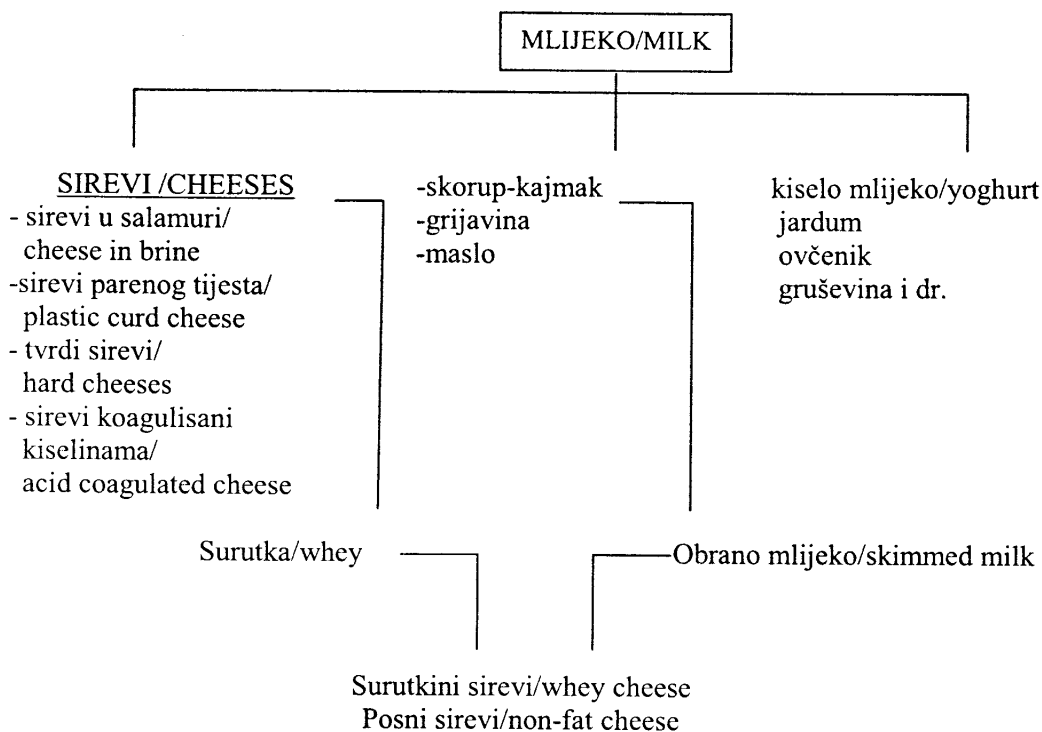 MLIJEKO/MILK
SIREVI /CHEESES
- sirevi u salamuri/
cheese in brine
-sirevi parenog tijesta/
plastic curd cheese
- tvrdi sirevi/
hard cheeses
- sirevi koagulisani
kiselinama/
acid coagulated cheese
-skorup-kajmak
-grijavina
-maslo
kiselo mlijeko/yoghurt
jardum
ovčenik
gruševina i dr.
Surutka/whey
Obrano mlijeko/skimmed milk
Surutkini sirevi/whey cheese
Posni sirevi/non-fat cheese